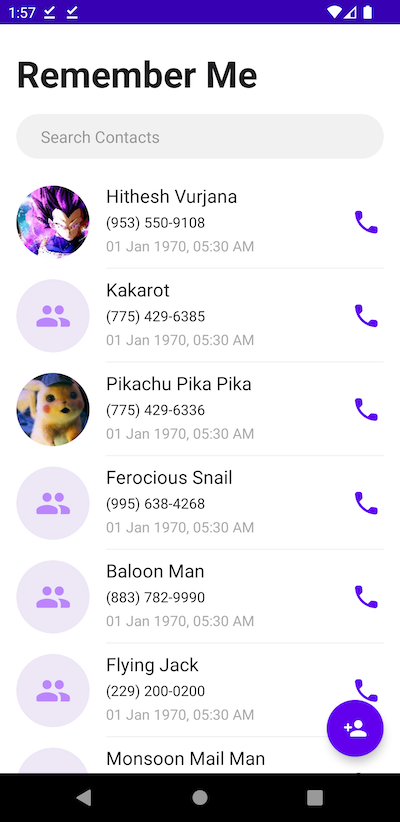 1:57
Remember Me
Search Contacts
Hithesh Vurjana
(953) 550-9108
01 Jan 1970, 05:30 AM
Kakarot
(775) 429-6385
01 Jan 1970, 05:30 AM
Pikachu Pika Pika
(775) 429-6336
01 Jan 1970, 05:30 AM
Ferocious Snail
(995) 638-4268
01 Jan 1970, 05:30 AM
Baloon Man
(883) 782-9990
01 Jan 1970, 05:30 AM
Flying Jack
(229) 200-0200
01 Jan 1970, 05:30 AM
Monsoon Mail Man